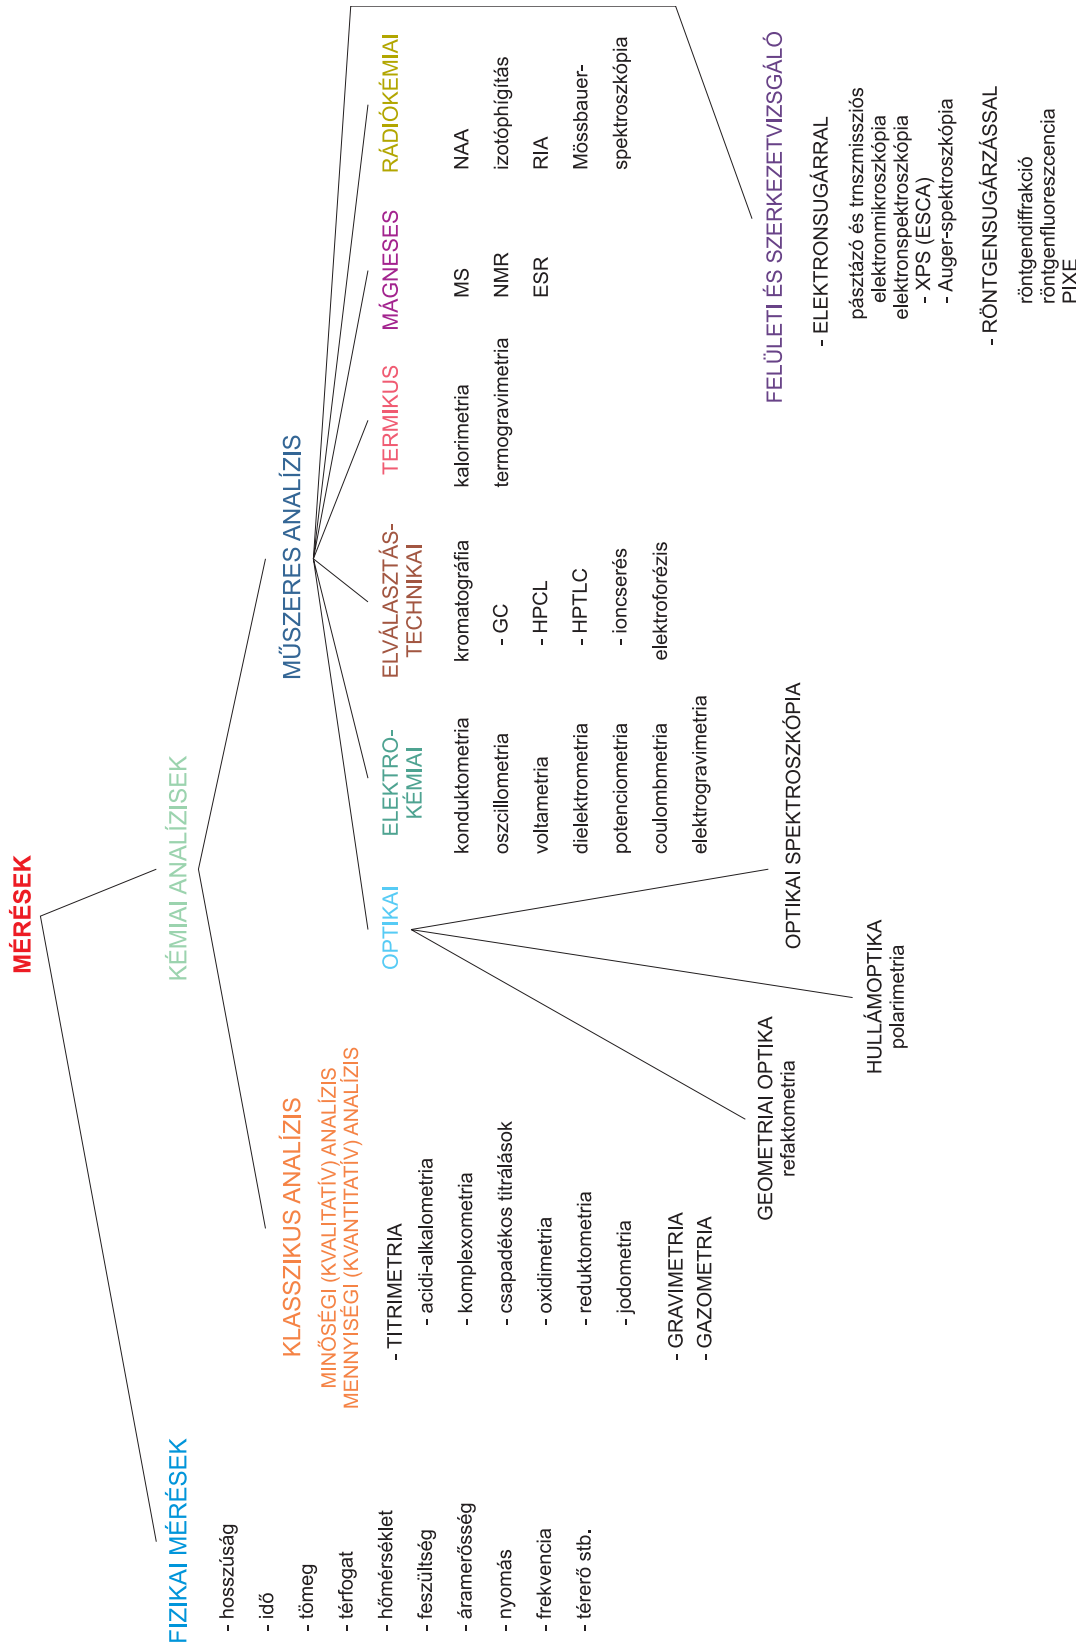 MÉRÉSEK
FIZIKAI MÉRÉSEK
- hosszúság
- idő
- tömeg
- térfogat
- hőmérséklet
- feszültség
- áramerősség
- nyomás
- frekvencia
- térerő stb.
KÉMIAI ANALÍZISEK
KLASSZIKUS ANALÍZIS
MINŐSÉGI (KVALITATÍV) ANALÍZIS
MENNYISÉGI (KVANTITATÍV) ANALÍZIS
- TITRIMETRIA
- acidi-alkalometria
- komplexometria
- csapadékos titrálások
- oxidimetria
- reduktometria
- jodometria
- GRAVIMETRIA
- GAZOMETRIA
MŰSZERES ANALÍZIS
OPTIKAI
GEOMETRIAI OPTIKA
refaktometria
HULLÁMOPTIKA
polarimetria
OPTIKAI SPEKTROSZKÓPIA
ELEKTRO-
KÉMIAI
konduktometria
oszcillometria
voltametria
dielektrometria
potenciometria
coulombmetria
elektrogravimetria
ELVÁLASZTÁS-
TECHNIKAI
kromatográfia
- GC
- HPCL
- HPTLC
- ioncserés
elektroforézis
TERMIKUS
kalorimetria
termogravimetria
MÁGNESES
MS
NMR
ESR
RÁDIÓKÉMIAI
NAA
izotóphígítás
RIA
Mössbauer-
spektroszkópia
FELÜLETI ÉS SZERKEZETVIZSGÁLÓ
- ELEKTRONSUGÁRRAL
pásztázó és trnszmissziós
elektronmikroszkópia
elektronspektroszkópia
- XPS (ESCA)
- Auger-spektroszkópia
- RÖNTGENSUGÁRZÁSSAL
röntgendiffrakció
röntgenfluoreszcencia
PIXE